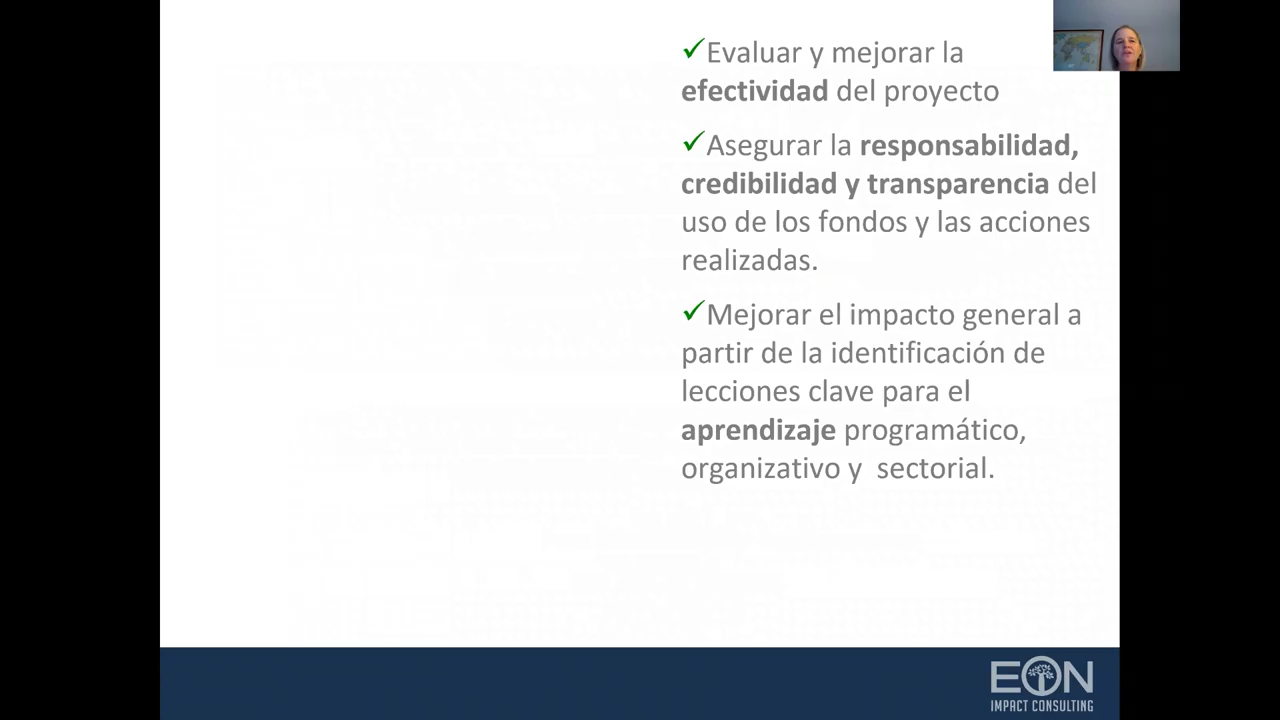 ✓Evaluar y mejorar la
efectividad del proyecto
✓Asegurar la responsabilidad,
credibilidad y transparencia del
uso de los fondos y las acciones
realizadas.
✓Mejorar el impacto general a
partir de la identificación de
lecciones clave para el
aprendizaje programático,
organizativo y  sectorial.
EON
IMPACT CONSULTING